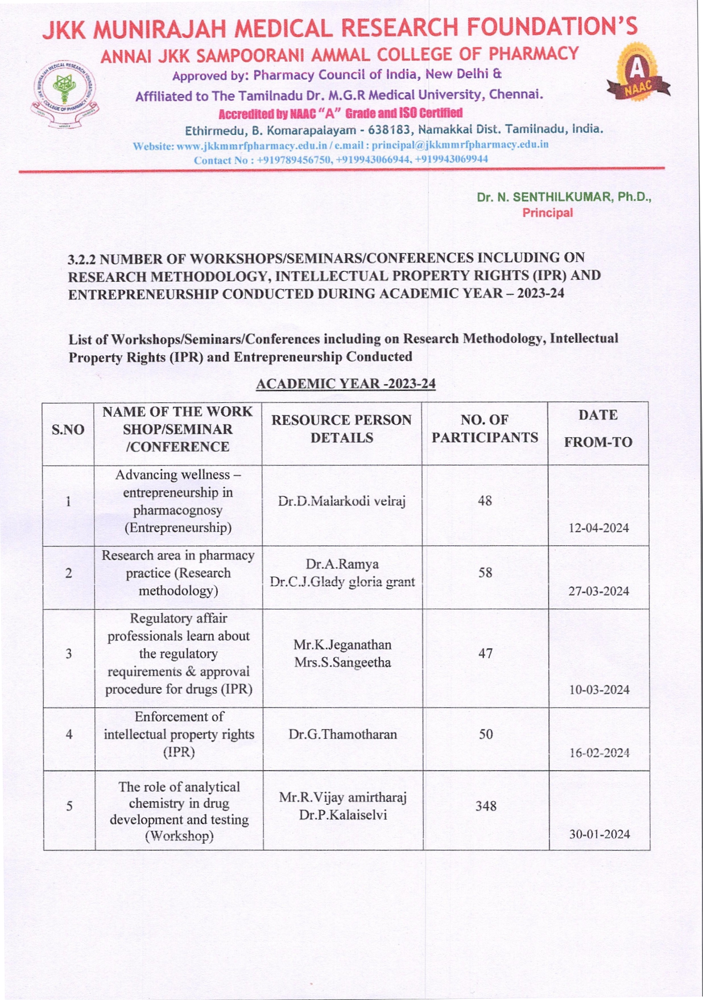 JKK MUNIRAJAH MEDICAL RESEARCH FOUNDATION'S
ANNAI JKK SAMPOORANI AMMAL COLLEGE OF PHARMACY
Approved by: Pharmacy Council of India, New Delhi &
Affiliated to The Tamilnadu Dr. M.G.R Medical University, Chennai.
Accredited by NAAC "A" Grade and ISO Certified
Ethirmedu, B. Komarapalayam - 638183, Namakkal Dist. Tamilnadu, India.
Website: www.jkkmmrfpharmacy.edu.in / e.mail : principal@jkkmmrfpharmacy.edu.in
Contact No : +919789456750, +919943066944, +919943069944
JKK MUNIRAJAH MEDICAL RESEARCH FOUNDATION
COLLEGE OF PHARMACY
A
NAAC
Dr. N. SENTHILKUMAR, Ph.D.,
Principal
3.2.2 NUMBER OF WORKSHOPS/SEMINARS/CONFERENCES INCLUDING ON
RESEARCH METHODOLOGY, INTELLECTUAL PROPERTY RIGHTS (IPR) AND
ENTREPRENEURSHIP CONDUCTED DURING ACADEMIC YEAR – 2023-24
List of Workshops/Seminars/Conferences including on Research Methodology, Intellectual
Property Rights (IPR) and Entrepreneurship Conducted
ACADEMIC YEAR -2023-24
S.NO
NAME OF THE WORK
SHOP/SEMINAR
/CONFERENCE
RESOURCE PERSON
DETAILS
NO. OF
PARTICIPANTS
DATE
FROM-TO
1
Advancing wellness –
entrepreneurship in
pharmacognosy
(Entrepreneurship)
Dr.D.Malarkodi velraj
48
12-04-2024
2
Research area in pharmacy
practice (Research
methodology)
Dr.A.Ramya
Dr.C.J.Glady gloria grant
58
27-03-2024
3
Regulatory affair
professionals learn about
the regulatory
requirements & approval
procedure for drugs (IPR)
Mr.K.Jeganathan
Mrs.S.Sangeetha
47
10-03-2024
4
Enforcement of
intellectual property rights
(IPR)
Dr.G.Thamotharan
50
16-02-2024
5
The role of analytical
chemistry in drug
development and testing
(Workshop)
Mr.R.Vijay amirtharaj
Dr.P.Kalaiselvi
348
30-01-2024